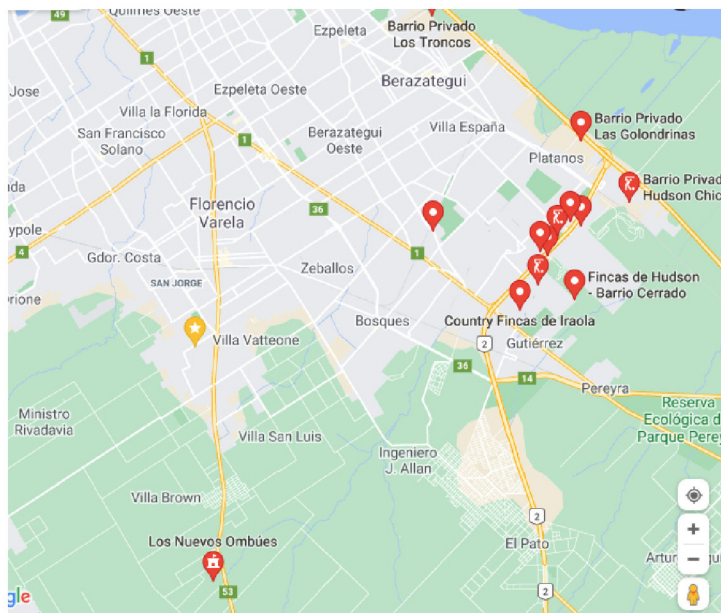 Quilmes Oeste
49
Ezpeleta
Barrio Privado
Los Troncos
1
Berazategui
Jose
Ezpeleta Oeste
Villa la Florida
Barrio Privado
Las Golondrinas
San Francisco
Solano
Berazategui
Oeste
Villa España
1
Platanos
Barrio Privad
Hudson Chic
Florencio
Varela
36
ypole
4
Gdor. Costa
1
Zeballos
SAN JORGE
Fincas de Hudson
- Barrio Cerrado
Orione
Bosques
Country Fincas de Iraola
Villa Vatteone
2
Gutiérrez
36
14
Pereyra
Ministro
Rivadavia
Reserva
Ecológica d
Parque Perey
Villa San Luis
Ingeniero
J. Allan
Villa Brown
2
Los Nuevos Ombúes
El Pato
53
2
gle